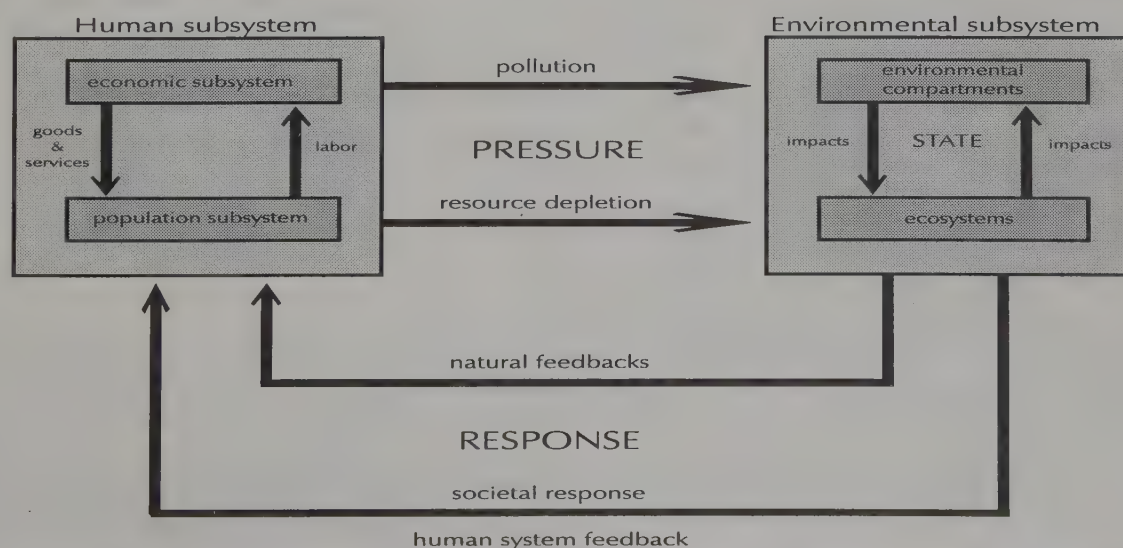 Human subsystem
Environmental subsystem
economic subsystem
goods
&
services
labor
population subsystem
pollution
PRESSURE
resource depletion
environmental
compartments
impacts
STATE
impacts
ecosystems
natural feedbacks
RESPONSE
societal response
human system feedback